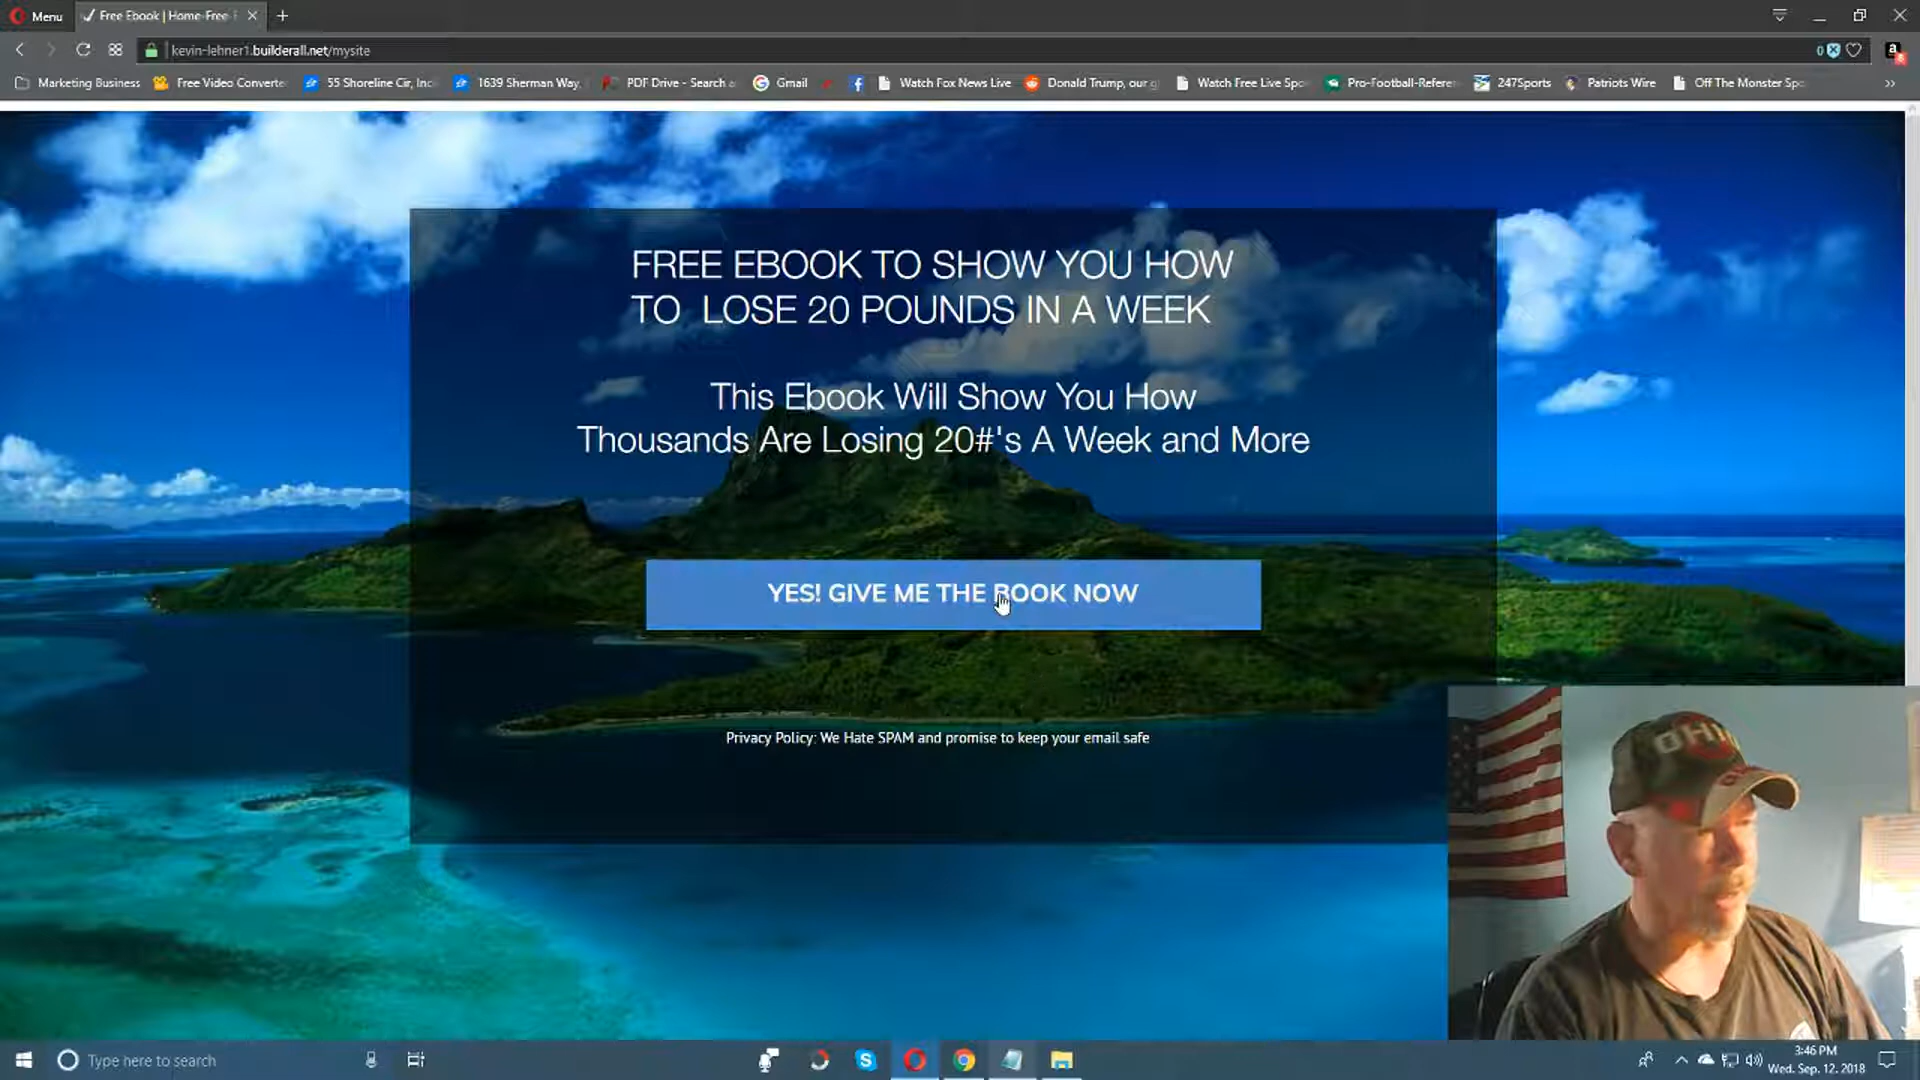 Menu
Free Ebook | Home-Free
kevin-lehner1.builderall.net/mysite
0
Marketing Business
Free Video Converte
55 Shoreline Cir, Inc
1639 Sherman Way,
PDF Drive - Search a
Gmail
Watch Fox News Live
Donald Trump, our g
Watch Free Live Spo
Pro-Football-Refere
247Sports
Patriots Wire
Off The Monster Spo
FREE EBOOK TO SHOW YOU HOW
TO LOSE 20 POUNDS IN A WEEK
This Ebook Will Show You How
Thousands Are Losing 20#'s A Week and More
YES! GIVE ME THE BOOK NOW
Privacy Policy: We Hate SPAM and promise to keep your email safe
Type here to search
3:46 PM
Wed. Sep. 12, 2018